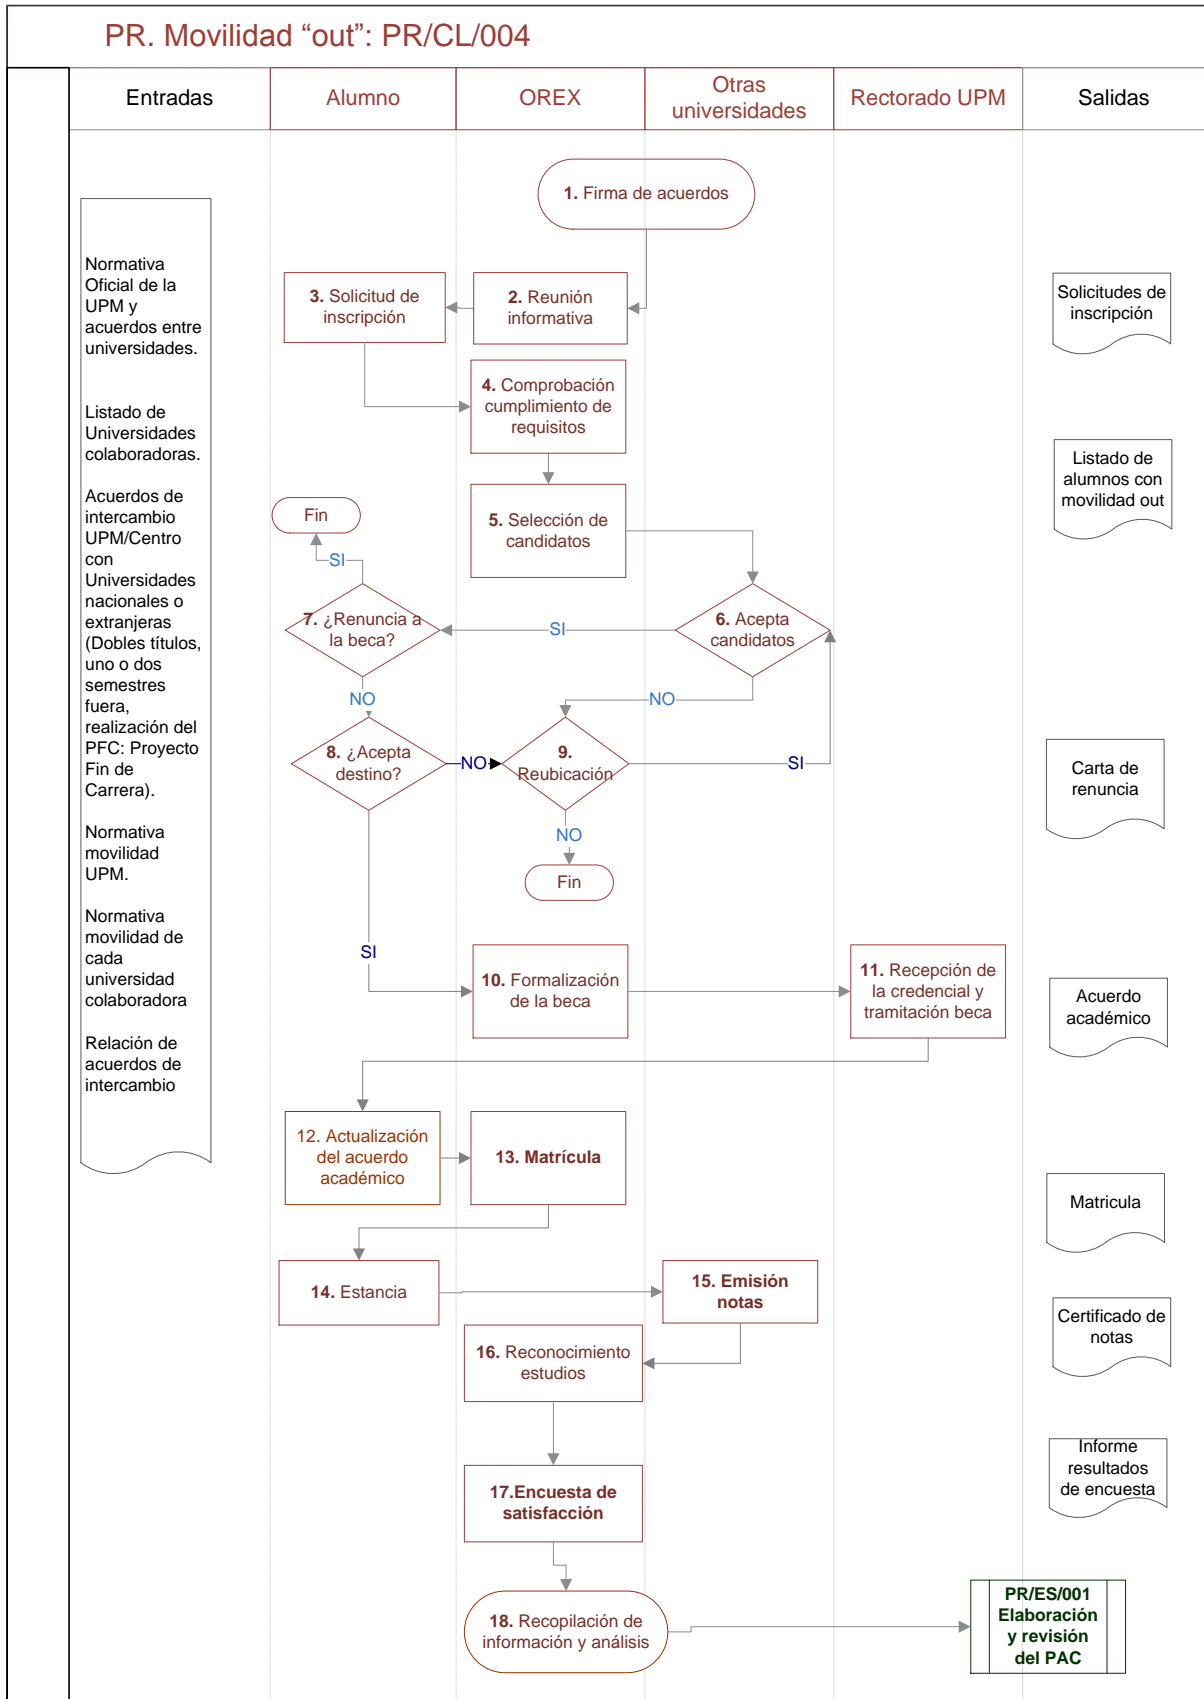 PR. Movilidad “out”: PR/CL/004
Entradas
Alumno
OREX
Otras
universidades
Rectorado UPM
Salidas
1. Firma de acuerdos
Normativa
Oficial de la
UPM y
acuerdos entre
universidades.
Listado de
Universidades
colaboradoras.
Acuerdos de
intercambio
UPM/Centro
con
Universidades
nacionales o
extranjeras
(Dobles títulos,
uno o dos
semestres
fuera,
realización del
PFC: Proyecto
Fin de
Carrera).
Normativa
movilidad
UPM.
Normativa
movilidad de
cada
universidad
colaboradora
Relación de
acuerdos de
intercambio
3. Solicitud de
inscripción
2. Reunión
informativa
4. Comprobación
cumplimiento de
requisitos
5. Selección de
candidatos
Fin
SI
7. ¿Renuncia a
la beca?
SI
6. Acepta
candidatos
NO
NO
8. ¿Acepta
destino?
NO
9.
Reubicación
SI
NO
Fin
SI
10. Formalización
de la beca
11. Recepción de
la credencial y
tramitación beca
12. Actualización
del acuerdo
académico
13. Matrícula
14. Estancia
15. Emisión
notas
16. Reconocimiento
estudios
17.Encuesta de
satisfacción
18. Recopilación de
información y análisis
Solicitudes de
inscripción
Listado de
alumnos con
movilidad out
Carta de
renuncia
Acuerdo
académico
Matricula
Certificado de
notas
Informe
resultados
de encuesta
PR/ES/001
Elaboración
y revisión
del PAC